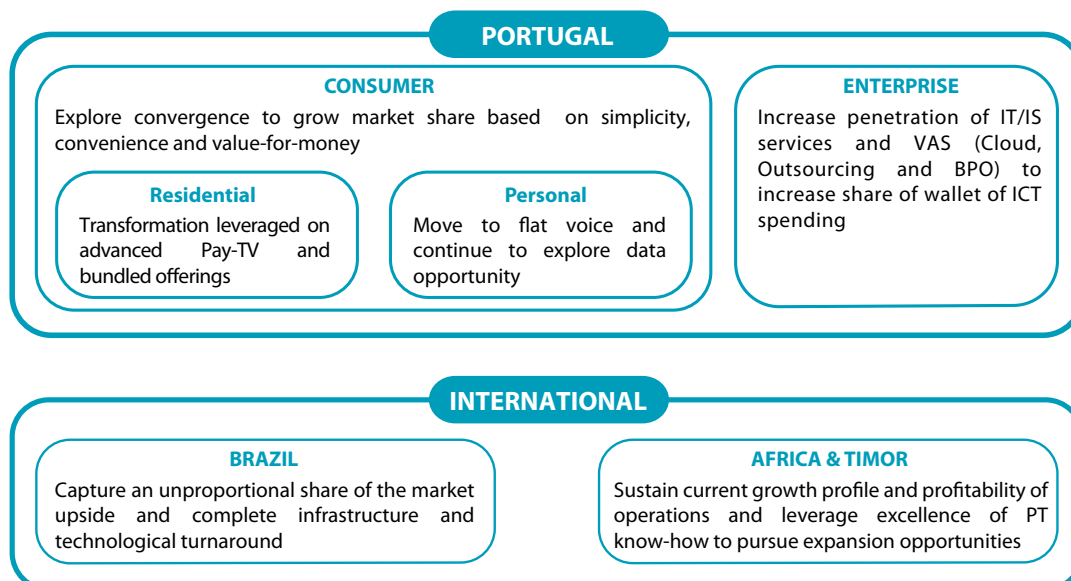 PORTUGAL
CONSUMER
Explore convergence to grow market share based on simplicity,
convenience and value-for-money
Residential
Transformation leveraged on
advanced Pay-TV and
bundled offerings
Personal
Move to flat voice and
continue to explore data
opportunity
ENTERPRISE
Increase penetration of IT/IS
services and VAS (Cloud,
Outsourcing and BPO) to
increase share of wallet of ICT
spending
INTERNATIONAL
BRAZIL
Capture an unproportional share of the market
upside and complete infrastructure and
technological turnaround
AFRICA & TIMOR
Sustain current growth profile and profitability of
operations and leverage excellence of PT
know-how to pursue expansion opportunities